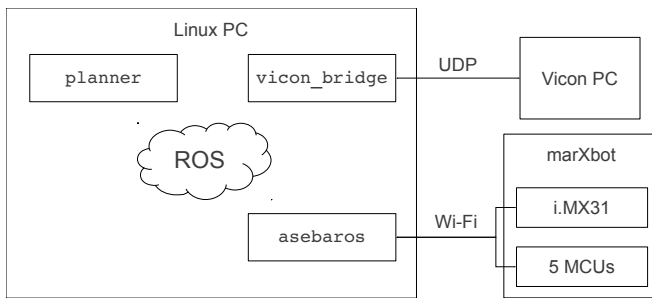 Linux PC
planner
vicon_bridge
UDP
Vicon PC
ROS
marXbot
i.MX31
asebaros
Wi-Fi
5 MCUs